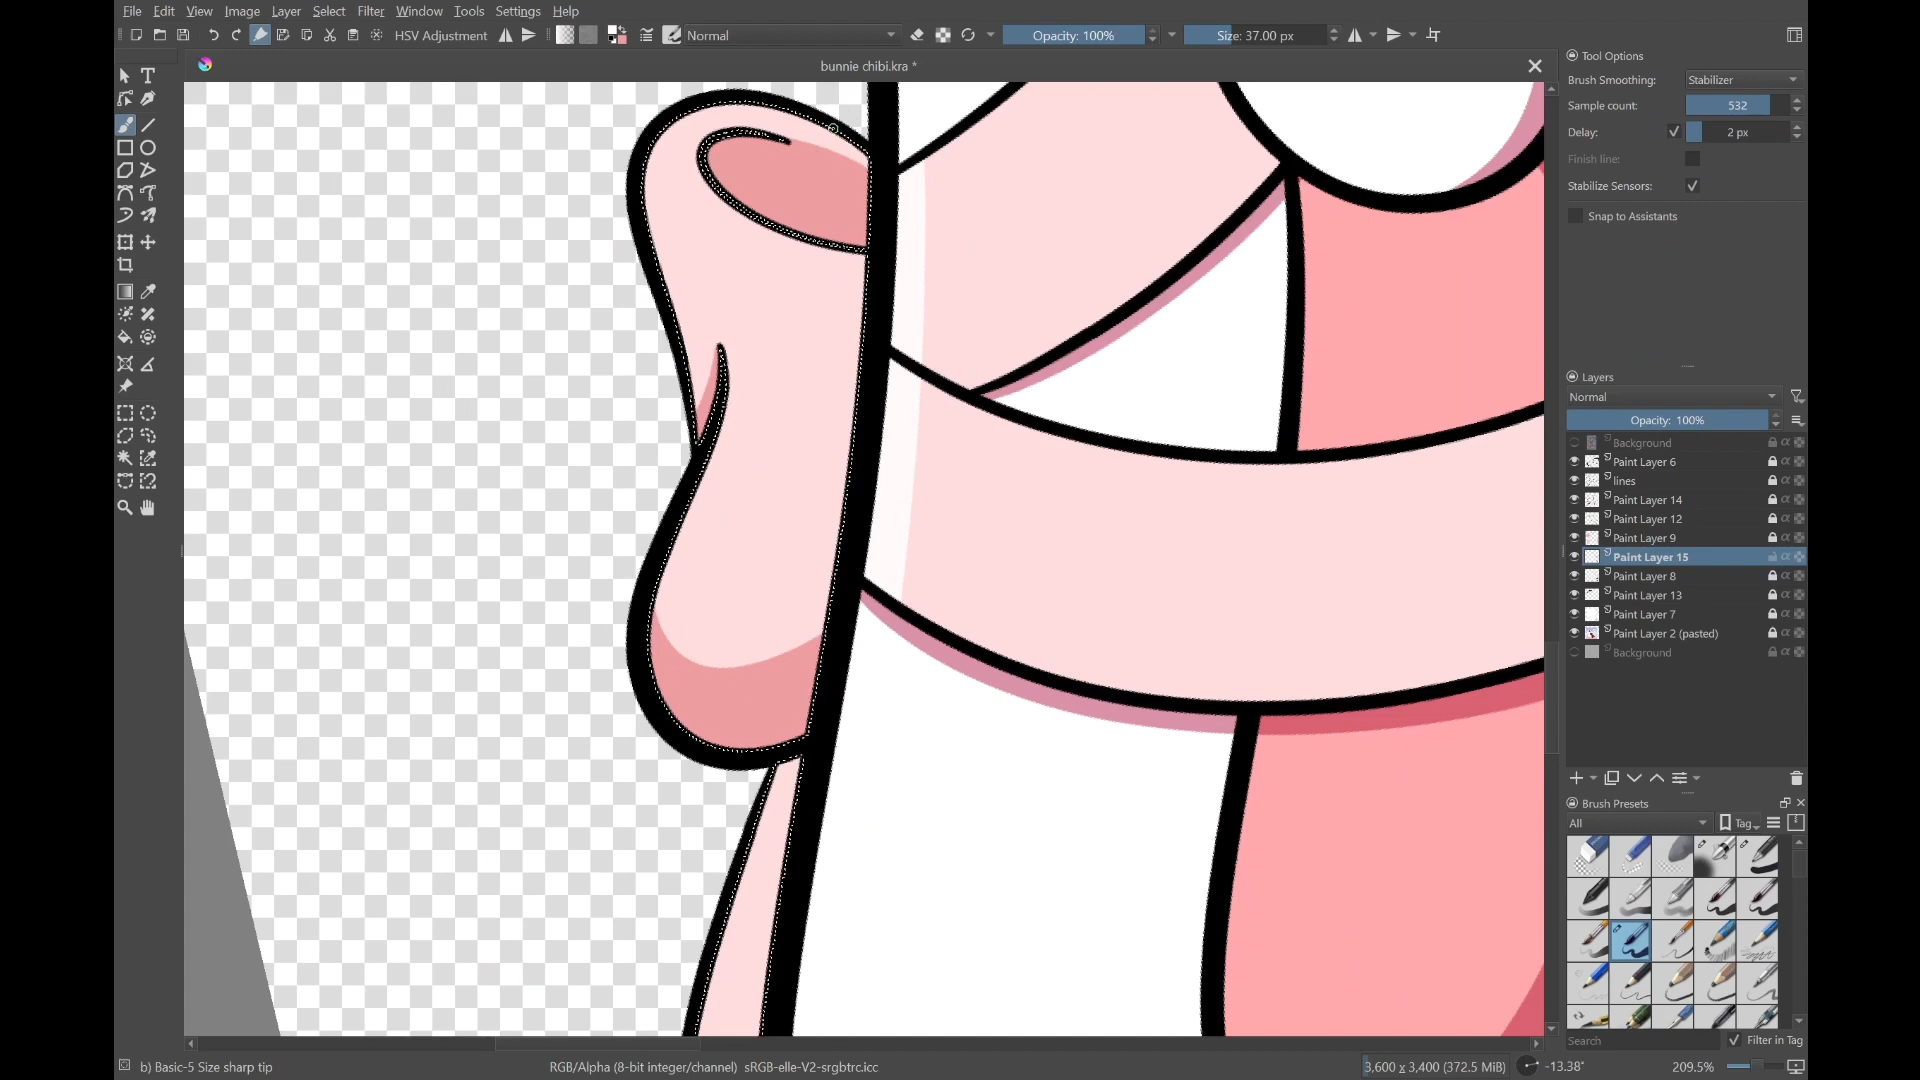 File Edit View Image Layer Select Filter Window Tools Settings Help
HSV Adjustment Normal Opacity: 100% Size: 37.00 px
bunnie chibi.kra *
Tool Options
Brush Smoothing: Stabilizer
Sample count: 532
Delay: 2 px
Finish line:
Stabilize Sensors:
Snap to Assistants
Layers
Normal
Opacity: 100%
Background
Paint Layer 6
lines
Paint Layer 14
Paint Layer 12
Paint Layer 9
Paint Layer 15
Paint Layer 8
Paint Layer 13
Paint Layer 7
Paint Layer 2 (pasted)
Background
Brush Presets
All Tag
Search Filter in Tag
b) Basic-5 Size sharp tip RGB/Alpha (8-bit integer/channel) sRGB-elle-V2-srgbtrc.icc 3,600 x 3,400 (372.5 MiB) -13.38° 209.5%